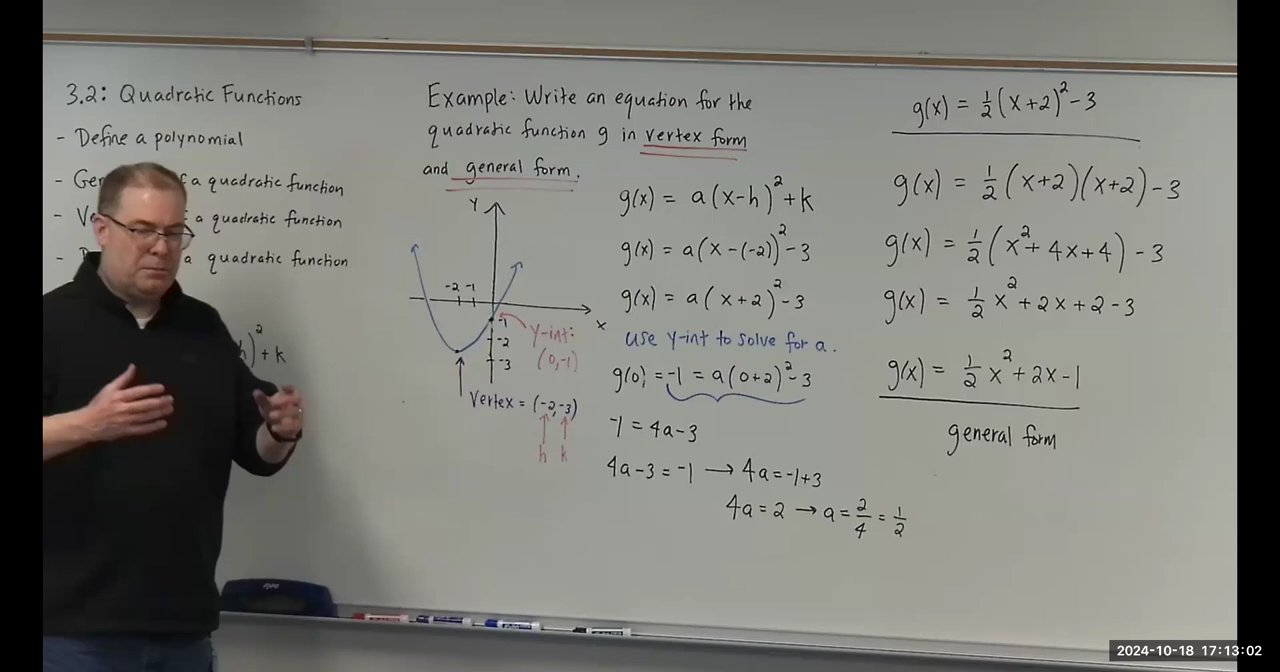 3.2: Quadratic Functions
- Define a polynomial
- Ge f a quadratic function
- V a quadratic function
- a quadratic function
)² + k
Example: Write an equation for the
quadratic function g in vertex form
and general form.
Y
-2 -1
X
-1
-2
-3
Y-int:
(0,-1)
Vertex = (-2,-3)
h k
g(x) = a(x-h)² + k
g(x) = a(x-(-2))² - 3
g(x) = a(x+2)² - 3
use y-int to solve for a.
g(0) = -1 = a(0+2)² - 3
-1 = 4a-3
4a-3 = -1 → 4a = -1+3
4a = 2 → a = 2/4 = 1/2
g(x) = 1/2 (x+2)² - 3
g(x) = 1/2 (x+2)(x+2) - 3
g(x) = 1/2 (x² + 4x + 4) - 3
g(x) = 1/2 x² + 2x + 2 - 3
g(x) = 1/2 x² + 2x - 1
general form
2024-10-18 17:13:02